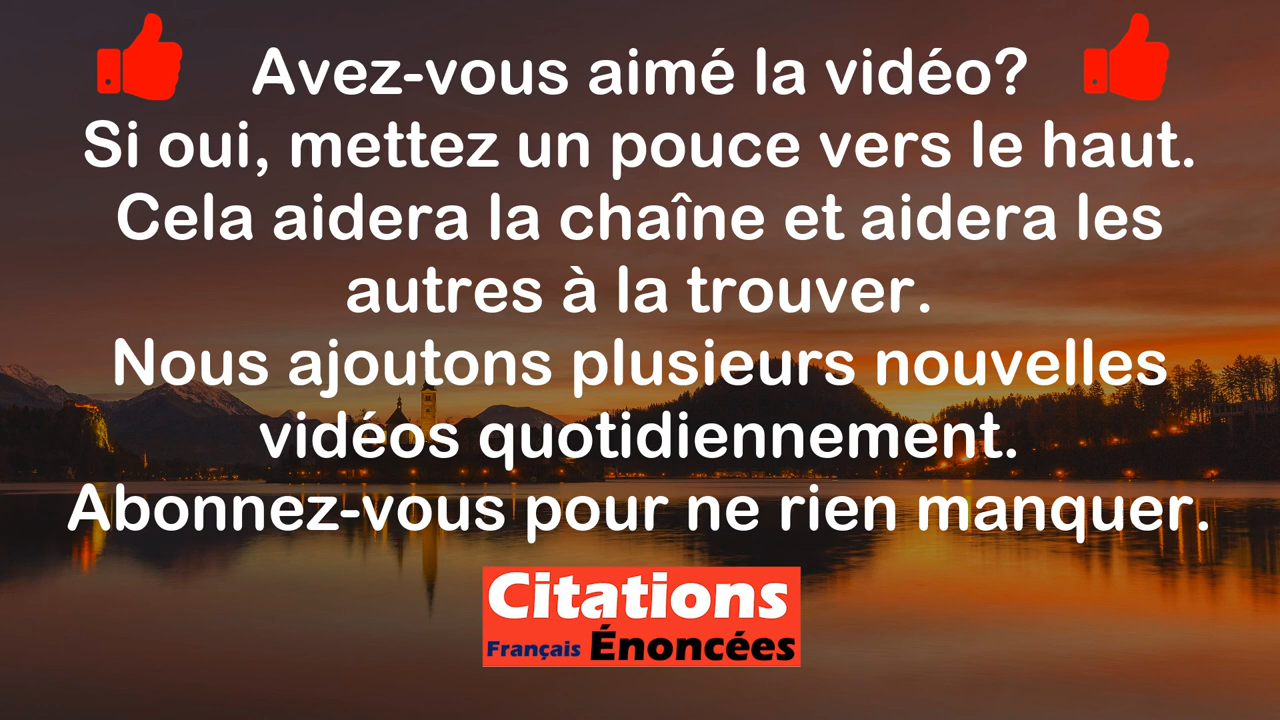 Avez-vous aimé la vidéo?
Si oui, mettez un pouce vers le haut.
Cela aidera la chaîne et aidera les
autres à la trouver.
Nous ajoutons plusieurs nouvelles
vidéos quotidiennement.
Abonnez-vous pour ne rien manquer.
Citations
Français Énoncées